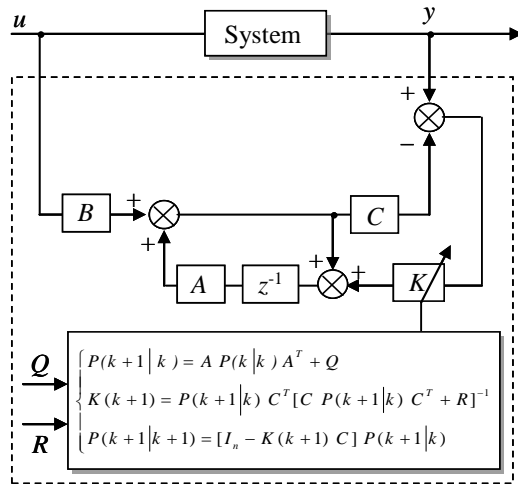 u
y
System
+
−
B
+
C
+
+
+
A
z⁻¹
K
Q
R
P(k+1|k) = A P(k|k) Aᵀ + Q
K(k+1) = P(k+1|k) Cᵀ [C P(k+1|k) Cᵀ + R]⁻¹
P(k+1|k+1) = [Iₙ − K(k+1) C] P(k+1|k)